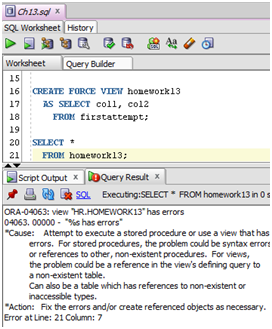 Ch13.sql
SQL Worksheet History
Worksheet Query Builder
15
16 CREATE FORCE VIEW homework13
17 AS SELECT col1, col2
18 FROM firstattempt;
19
20 SELECT *
21 FROM homework13;
Script Output x Query Result x
SQL Executing:SELECT * FROM homework13 in 0 s
ORA-04063: view "HR.HOMEWORK13" has errors
04063. 00000 - "%s has errors"
*Cause: Attempt to execute a stored procedure or use a view that has
errors. For stored procedures, the problem could be syntax errors
or references to other, non-existent procedures. For views,
the problem could be a reference in the view's defining query to
a non-existent table.
Can also be a table which has references to non-existent or
inaccessible types.
*Action: Fix the errors and/or create referenced objects as necessary.
Error at Line: 21 Column: 7